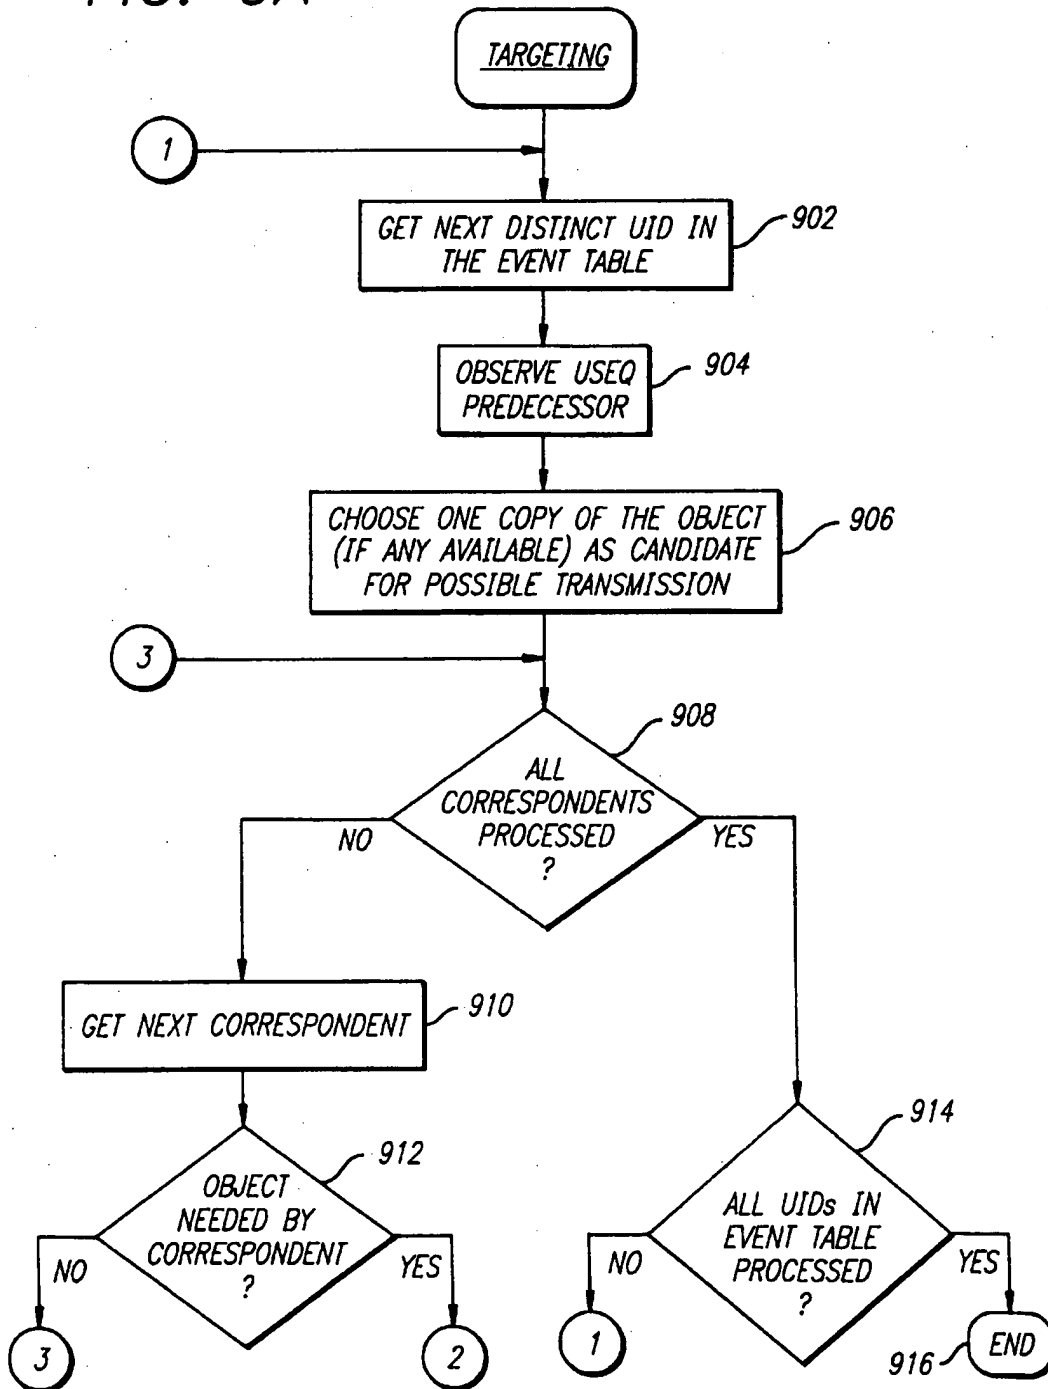 TARGETING
1
GET NEXT DISTINCT UID IN
THE EVENT TABLE
902
OBSERVE USEQ
PREDECESSOR
904
CHOOSE ONE COPY OF THE OBJECT
(IF ANY AVAILABLE) AS CANDIDATE
FOR POSSIBLE TRANSMISSION
906
3
908
ALL
CORRESPONDENTS
PROCESSED
?
NO
YES
GET NEXT CORRESPONDENT
910
912
OBJECT
NEEDED BY
CORRESPONDENT
?
NO
YES
3
2
914
ALL UIDs IN
EVENT TABLE
PROCESSED
?
NO
YES
1
END
916